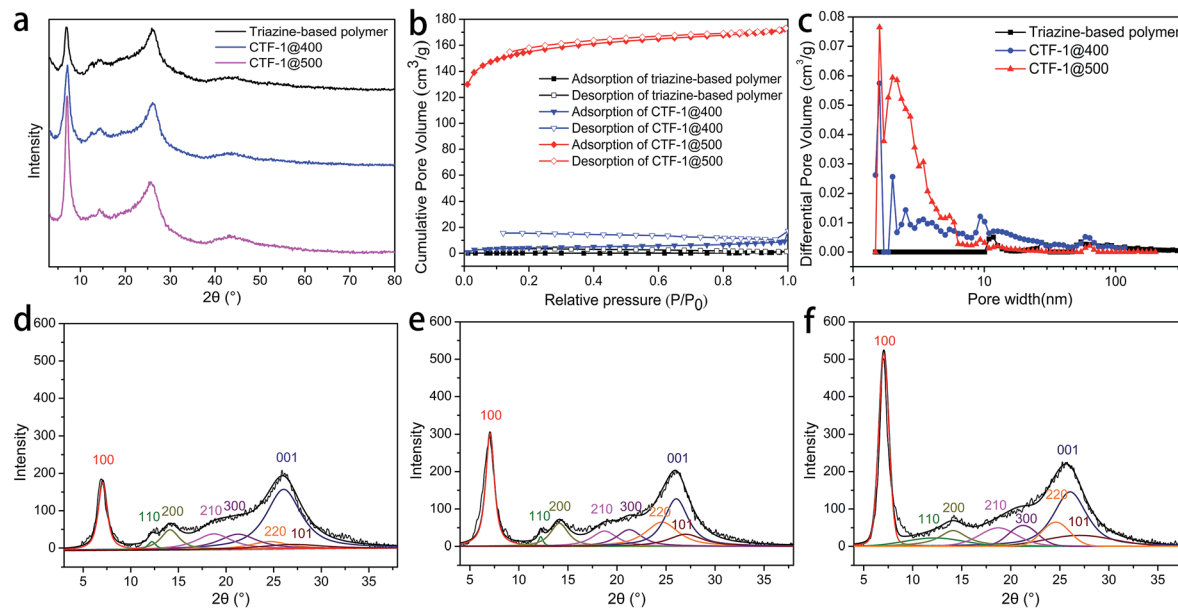 a
Triazine-based polymer
CTF-1@400
CTF-1@500
Intensity
10 20 30 40 50 60 70 80
2θ (°)
b
180
160
140
120
100
80
60
40
20
0
Cumulative Pore Volume (cm³/g)
Adsorption of triazine-based polymer
Desorption of triazine-based polymer
Adsorption of CTF-1@400
Desorption of CTF-1@400
Adsorption of CTF-1@500
Desorption of CTF-1@500
0.0 0.2 0.4 0.6 0.8 1.0
Relative pressure (P/P₀)
c
Triazine-based polymer
CTF-1@400
CTF-1@500
0.08
0.07
0.06
0.05
0.04
0.03
0.02
0.01
0.00
Differential Pore Volume (cm³/g)
1 10 100
Pore width(nm)
d
600
500
400
300
200
100
0
Intensity
100
110
200
210
300
001
220
101
5 10 15 20 25 30 35
2θ (°)
e
600
500
400
300
200
100
0
Intensity
100
110
200
210
300
001
220
101
5 10 15 20 25 30 35
2θ (°)
f
600
500
400
300
200
100
0
Intensity
100
110
200
210
300
001
220
101
5 10 15 20 25 30 35
2θ (°)